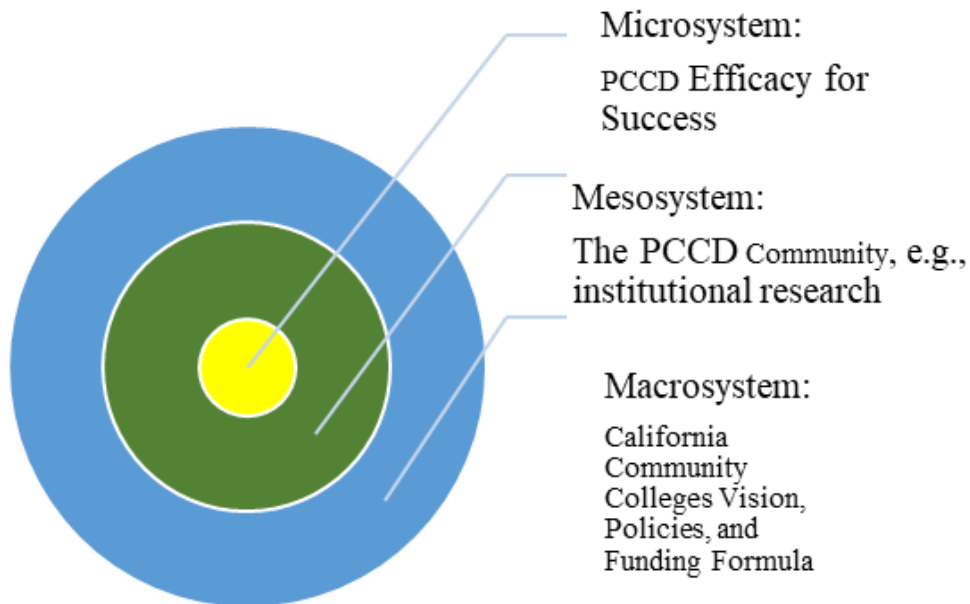 Microsystem:
PCCD Efficacy for
Success
Mesosystem:
The PCCD Community, e.g.,
institutional research
Macrosystem:
California
Community
Colleges Vision,
Policies, and
Funding Formula